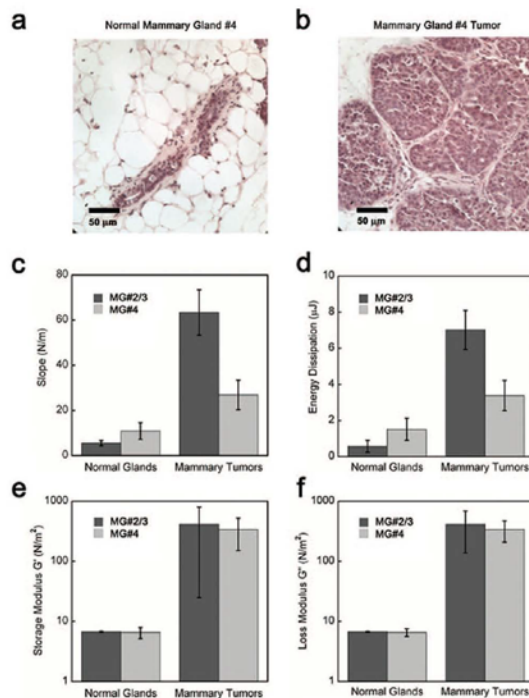 a
Normal Mammary Gland #4
50 μm
b
Mammary Gland #4 Tumor
50 μm
c
Slope (N/m)
80
60
40
20
0
MG#2/3
MG#4
Normal Glands Mammary Tumors
d
Energy Dissipation (μJ)
10
8
6
4
2
0
MG#2/3
MG#4
Normal Glands Mammary Tumors
e
Storage Modulus G' (N/m²)
1000
100
10
1
MG#2/3
MG#4
Normal Glands Mammary Tumors
f
Loss Modulus G" (N/m²)
1000
100
10
1
MG#2/3
MG#4
Normal Glands Mammary Tumors